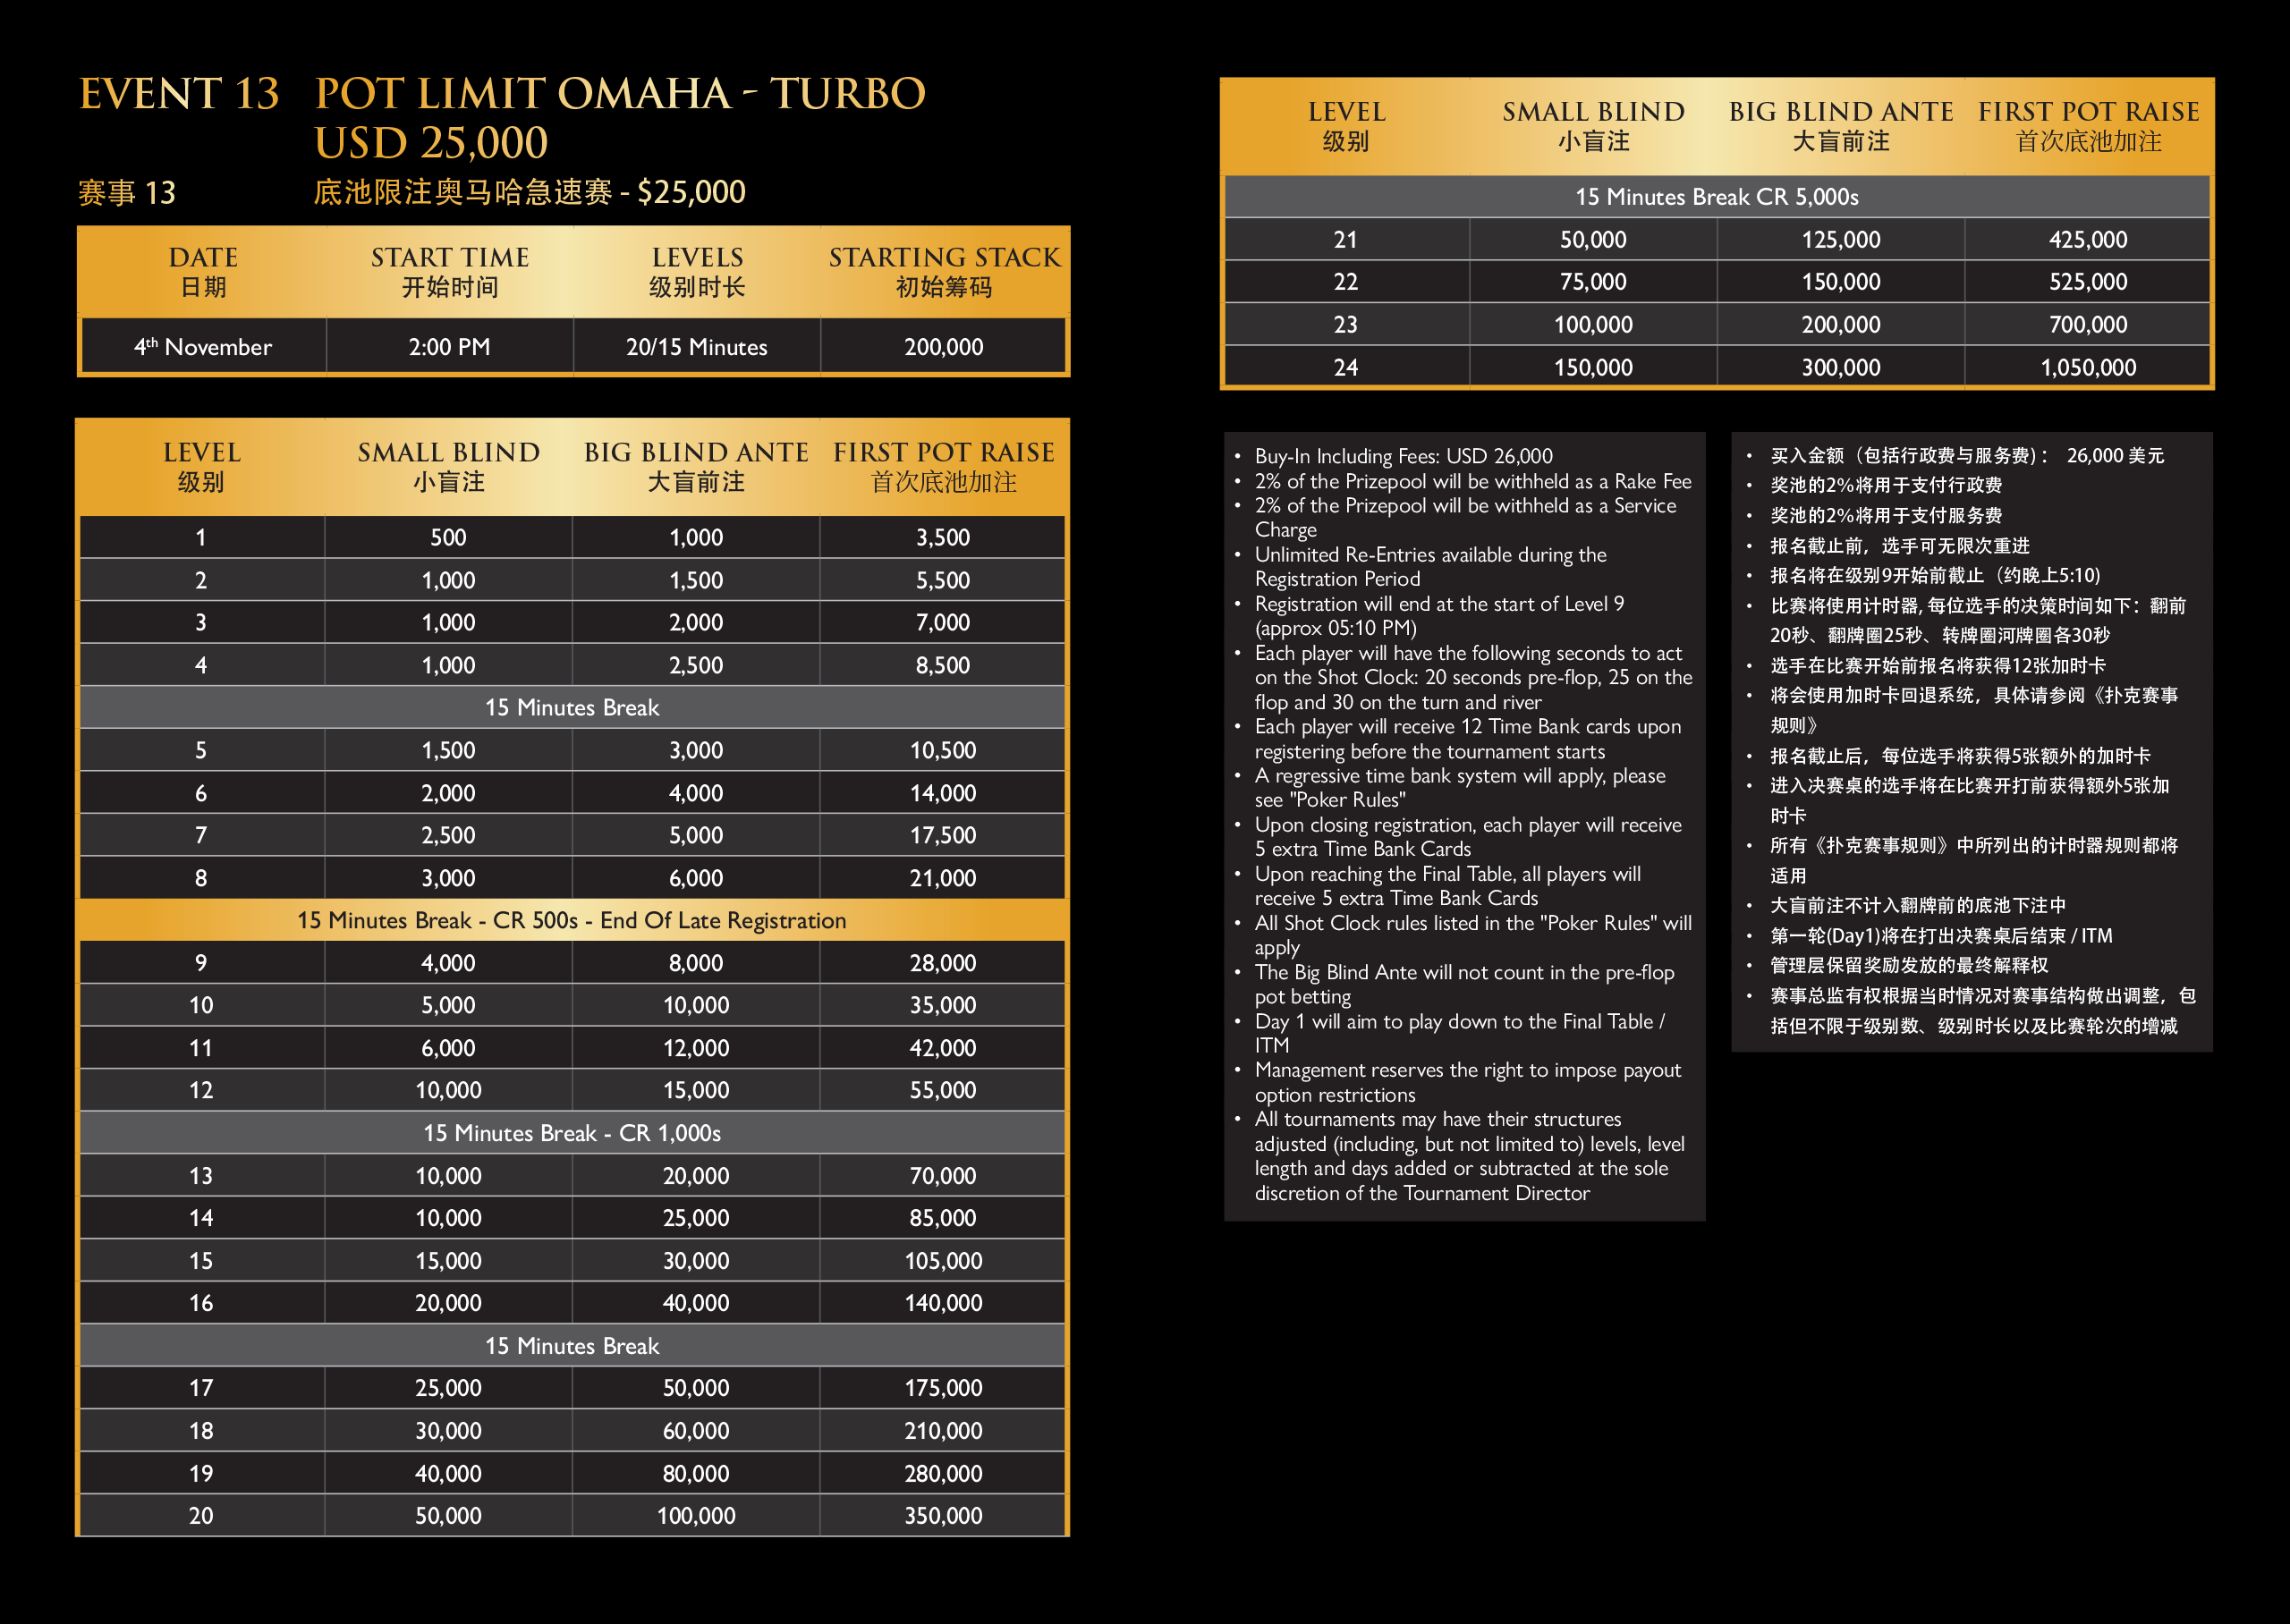 EVENT 13 POT LIMIT OMAHA - TURBO
USD 25,000
赛事 13 底池限注奥马哈急速赛 - $25,000
DATE START TIME LEVELS STARTING STACK
日期 开始时间 级别时长 初始筹码
4th November 2:00 PM 20/15 Minutes 200,000
LEVEL SMALL BLIND BIG BLIND ANTE FIRST POT RAISE
级别 小盲注 大盲前注 首次底池加注
1 500 1,000 3,500
2 1,000 1,500 5,500
3 1,000 2,000 7,000
4 1,000 2,500 8,500
15 Minutes Break
5 1,500 3,000 10,500
6 2,000 4,000 14,000
7 2,500 5,000 17,500
8 3,000 6,000 21,000
15 Minutes Break - CR 500s - End Of Late Registration
9 4,000 8,000 28,000
10 5,000 10,000 35,000
11 6,000 12,000 42,000
12 10,000 15,000 55,000
15 Minutes Break - CR 1,000s
13 10,000 20,000 70,000
14 10,000 25,000 85,000
15 15,000 30,000 105,000
16 20,000 40,000 140,000
15 Minutes Break
17 25,000 50,000 175,000
18 30,000 60,000 210,000
19 40,000 80,000 280,000
20 50,000 100,000 350,000
LEVEL SMALL BLIND BIG BLIND ANTE FIRST POT RAISE
级别 小盲注 大盲前注 首次底池加注
15 Minutes Break CR 5,000s
21 50,000 125,000 425,000
22 75,000 150,000 525,000
23 100,000 200,000 700,000
24 150,000 300,000 1,050,000
• Buy-In Including Fees: USD 26,000
• 2% of the Prizepool will be withheld as a Rake Fee
• 2% of the Prizepool will be withheld as a Service
Charge
• Unlimited Re-Entries available during the
Registration Period
• Registration will end at the start of Level 9
(approx 05:10 PM)
• Each player will have the following seconds to act
on the Shot Clock: 20 seconds pre-flop, 25 on the
flop and 30 on the turn and river
• Each player will receive 12 Time Bank cards upon
registering before the tournament starts
• A regressive time bank system will apply, please
see "Poker Rules"
• Upon closing registration, each player will receive
5 extra Time Bank Cards
• Upon reaching the Final Table, all players will
receive 5 extra Time Bank Cards
• All Shot Clock rules listed in the "Poker Rules" will
apply
• The Big Blind Ante will not count in the pre-flop
pot betting
• Day 1 will aim to play down to the Final Table /
ITM
• Management reserves the right to impose payout
option restrictions
• All tournaments may have their structures
adjusted (including, but not limited to) levels, level
length and days added or subtracted at the sole
discretion of the Tournament Director
• 买入金额（包括行政费与服务费)： 26,000 美元
• 奖池的2%将用于支付行政费
• 奖池的2%将用于支付服务费
• 报名截止前，选手可无限次重进
• 报名将在级别9开始前截止（约晚上5:10)
• 比赛将使用计时器, 每位选手的决策时间如下：翻前
20秒、翻牌圈25秒、转牌圈河牌圈各30秒
• 选手在比赛开始前报名将获得12张加时卡
• 将会使用加时卡回退系统，具体请参阅《扑克赛事
规则》
• 报名截止后，每位选手将获得5张额外的加时卡
• 进入决赛桌的选手将在比赛开打前获得额外5张加
时卡
• 所有《扑克赛事规则》中所列出的计时器规则都将
适用
• 大盲前注不计入翻牌前的底池下注中
• 第一轮(Day1)将在打出决赛桌后结束 / ITM
• 管理层保留奖励发放的最终解释权
• 赛事总监有权根据当时情况对赛事结构做出调整，包
括但不限于级别数、级别时长以及比赛轮次的增减